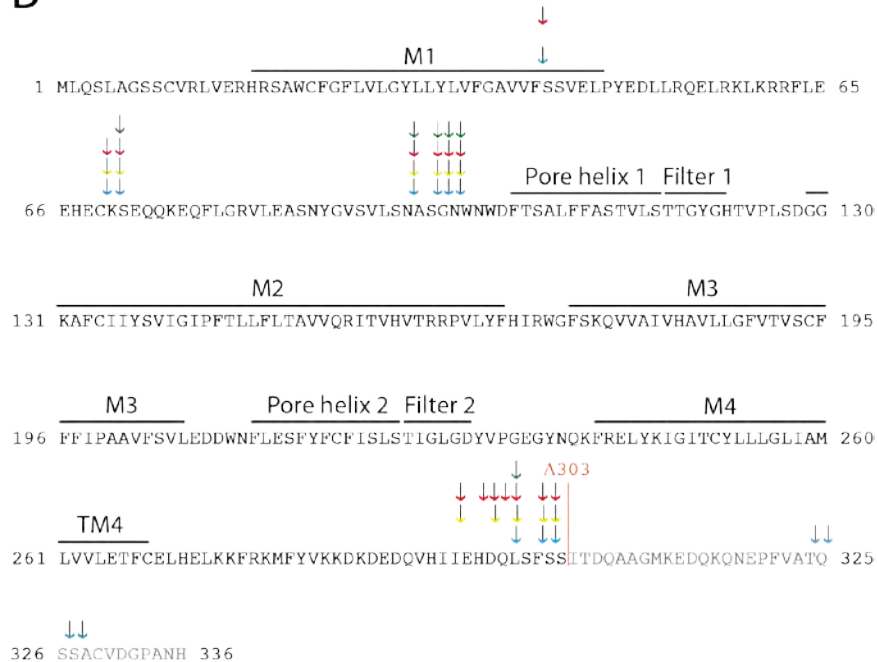 M1
1 MLQSLAGSSCVRLVERHRSAWCFGFLVLGYLLYLVFGAVVFSSVELPYEDLLRQELRKLKRRFLE 65
Pore helix 1 Filter 1
66 EHECKSEQQKEQFLGRVLEASNYGVSVLSNASGNWNWDFTSALFFASTVLSTTGYGHTVPLSDGG 130
M2 M3
131 KAFCIIYSVIGIPFTLLFLTAVVQRITVHVTRRPVLYFHIRWGFSKQVVAIVHAVLLGFVTVSCF 195
M3 Pore helix 2 Filter 2 M4
196 FFIPAAVFSVLEDDWNFLESFYFCFISLSTIGLGDYVPGEGYNQKFRELYKIGITCYLLLGLIAM 260
Λ303
TM4
261 LVVLETFCELHELKKFRKMFYVKKDKDEDQVHIIEHDQLSFSSITDQAAGMKEDQKQNEPFVATQ 325
326 SSACVDGPANH 336